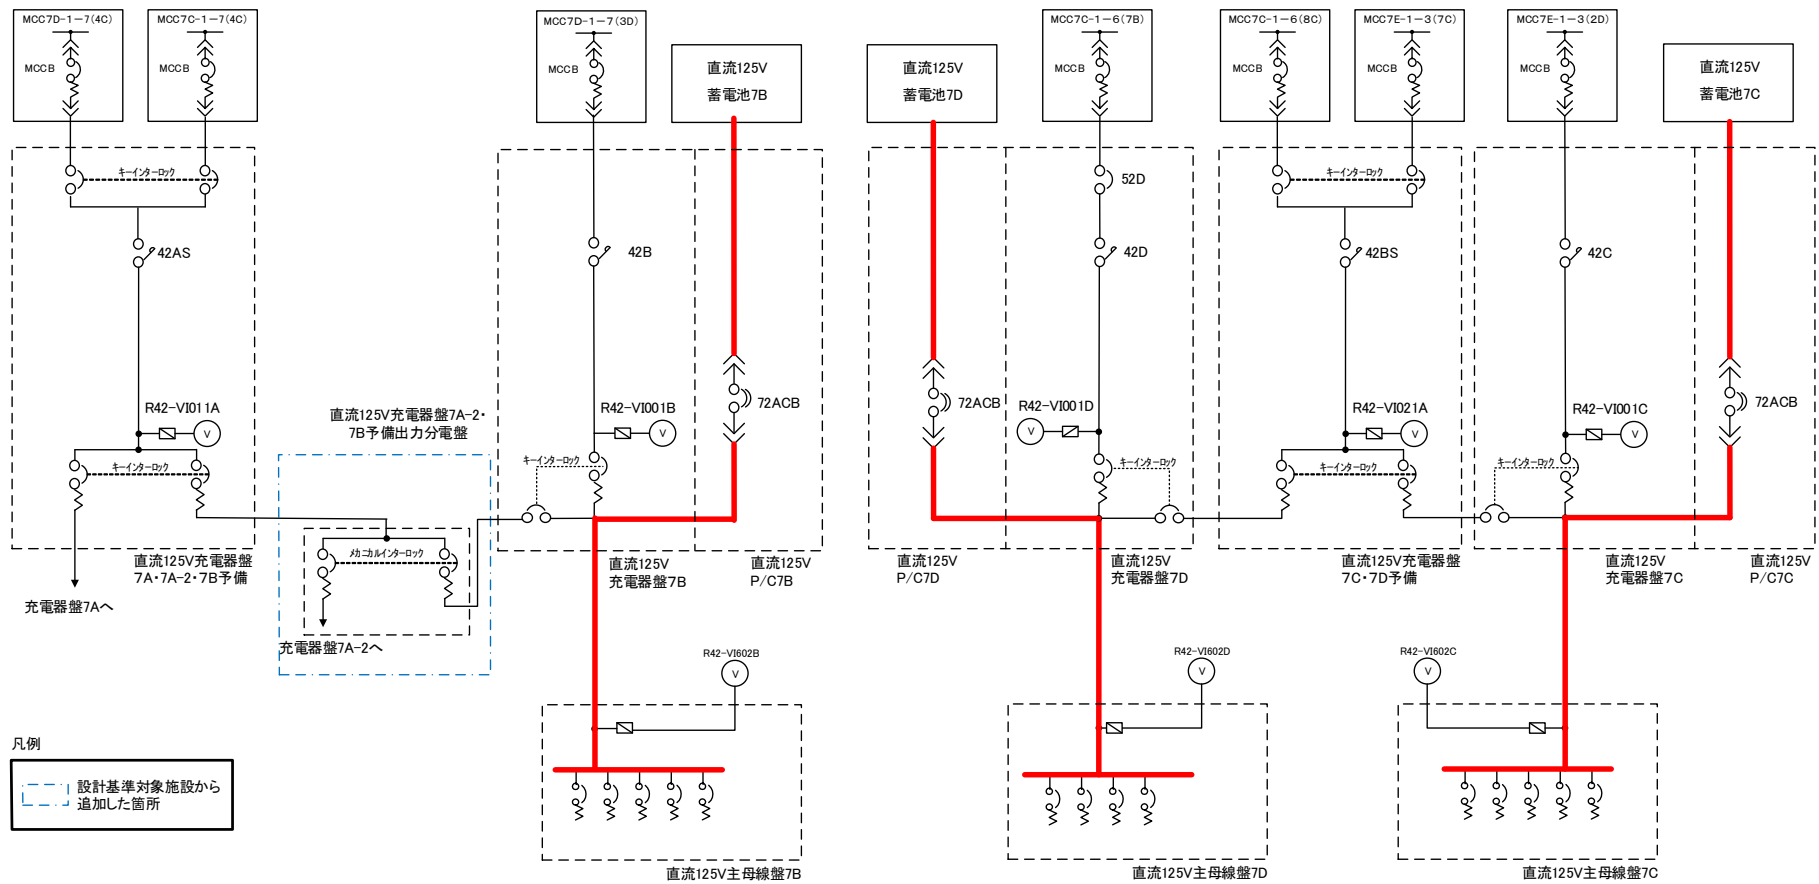 MCC7D-1-7(4C)
MCCB
MCC7C-1-7(4C)
MCCB
MCC7D-1-7(3D)
MCCB
直流125V
蓄電池7B
直流125V
蓄電池7D
MCC7C-1-6(7B)
MCCB
MCC7C-1-6(8C)
MCCB
MCC7E-1-3(7C)
MCCB
MCC7E-1-3(2D)
MCCB
直流125V
蓄電池7C
キーインターロック
52D
キーインターロック
42AS
42B
42D
42BS
42C
R42-VI011A
V
直流125V充電器盤7A-2・
7B予備出力分電盤
R42-VI001B
V
72ACB
72ACB
R42-VI001D
V
R42-VI021A
V
R42-VI001C
V
72ACB
キーインターロック
キーインターロック
キーインターロック
キーインターロック
キーインターロック
メカニカルインターロック
直流125V充電器盤
7A・7A-2・7B予備
充電器盤7Aへ
充電器盤7A-2へ
直流125V
充電器盤7B
直流125V
P/C7B
直流125V
P/C7D
直流125V
充電器盤7D
直流125V充電器盤
7C・7D予備
直流125V
充電器盤7C
直流125V
P/C7C
R42-VI602B
V
R42-VI602D
V
R42-VI602C
V
凡例
設計基準対象施設から
追加した箇所
直流125V主母線盤7B
直流125V主母線盤7D
直流125V主母線盤7C